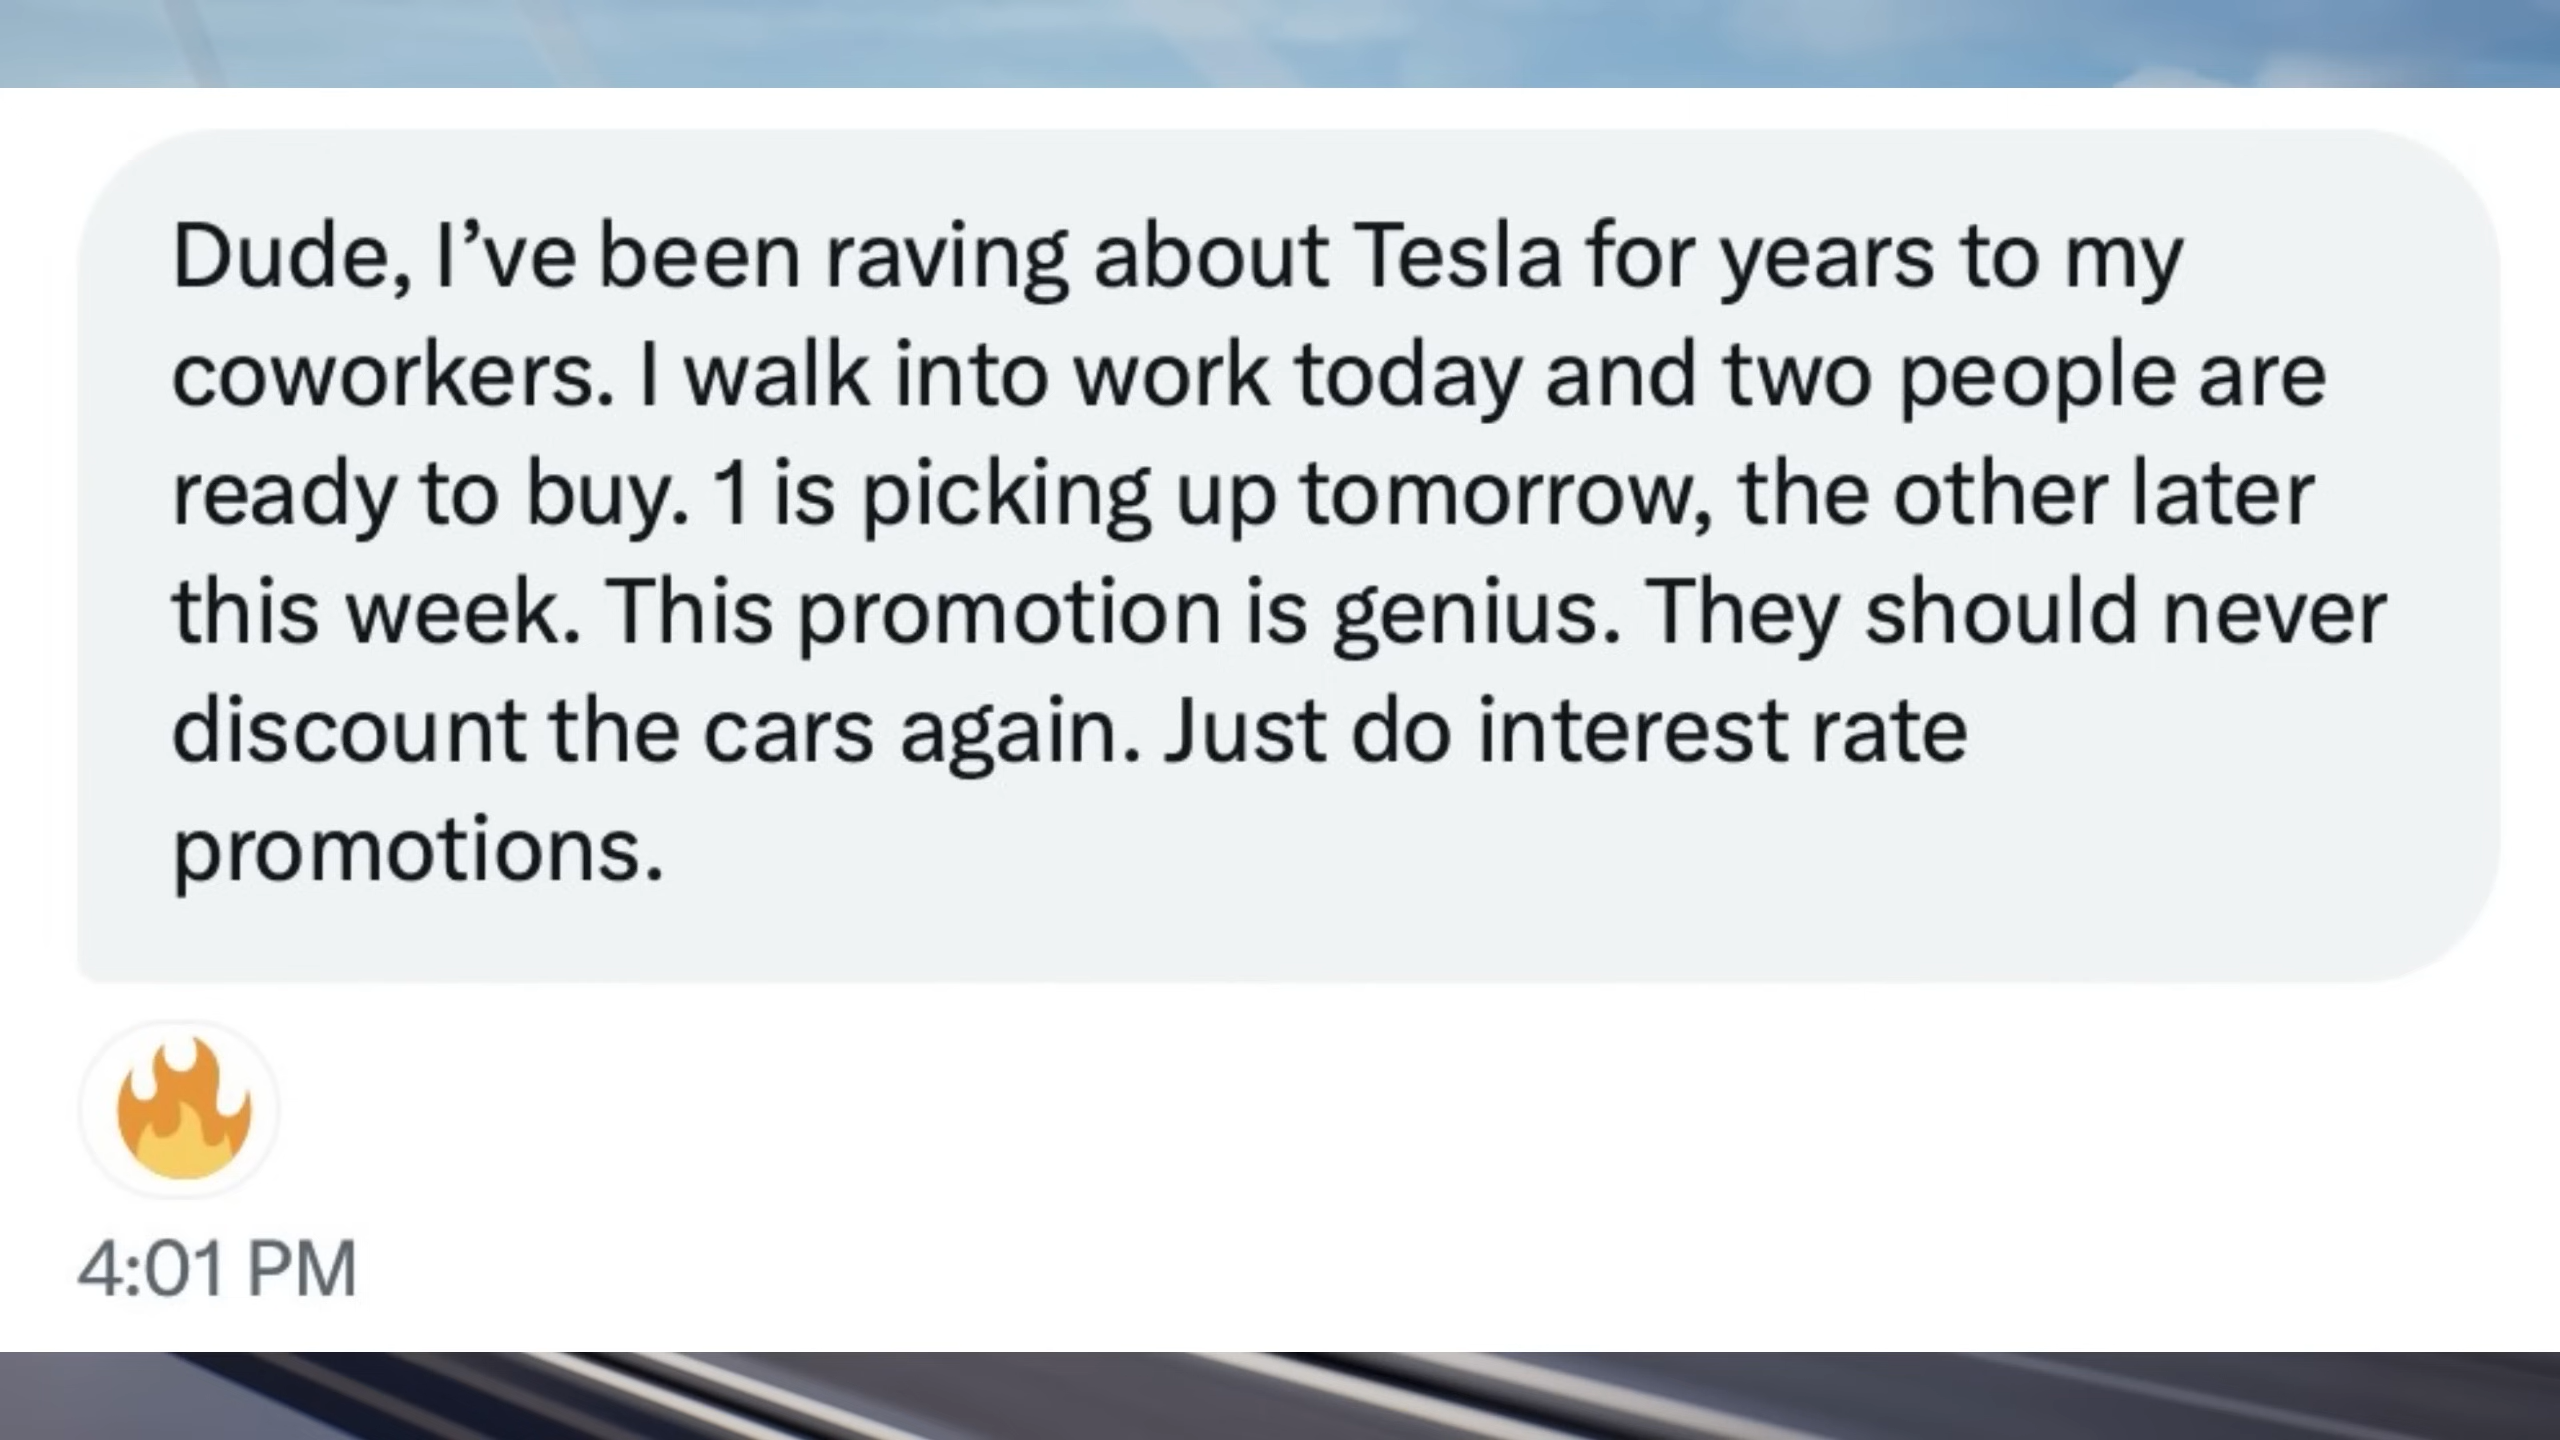 Dude, I’ve been raving about Tesla for years to my
coworkers. I walk into work today and two people are
ready to buy. 1 is picking up tomorrow, the other later
this week. This promotion is genius. They should never
discount the cars again. Just do interest rate
promotions.
4:01 PM